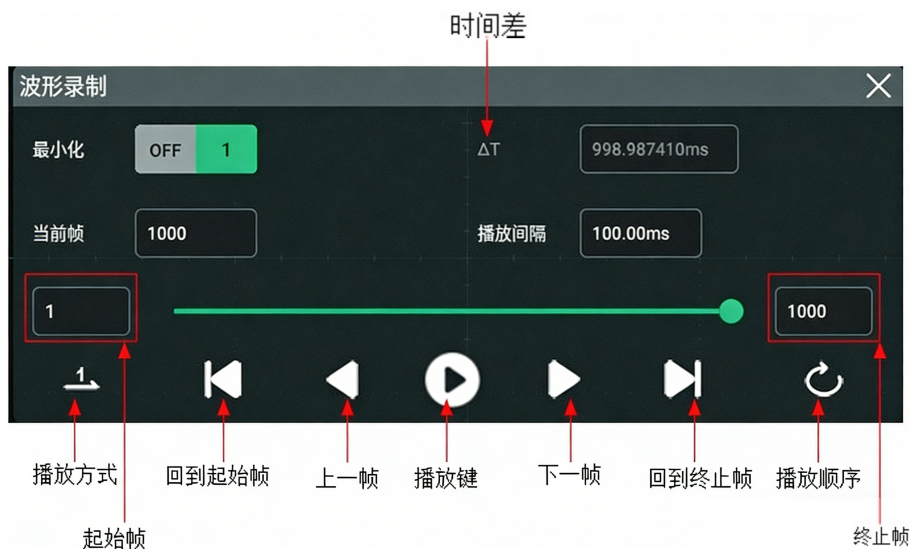 时间差
波形录制
最小化 OFF 1 ΔT 998.987410ms
当前帧 1000 播放间隔 100.00ms
1 1000
1
播放方式 回到起始帧 上一帧 播放键 下一帧 回到终止帧 播放顺序
起始帧 终止帧